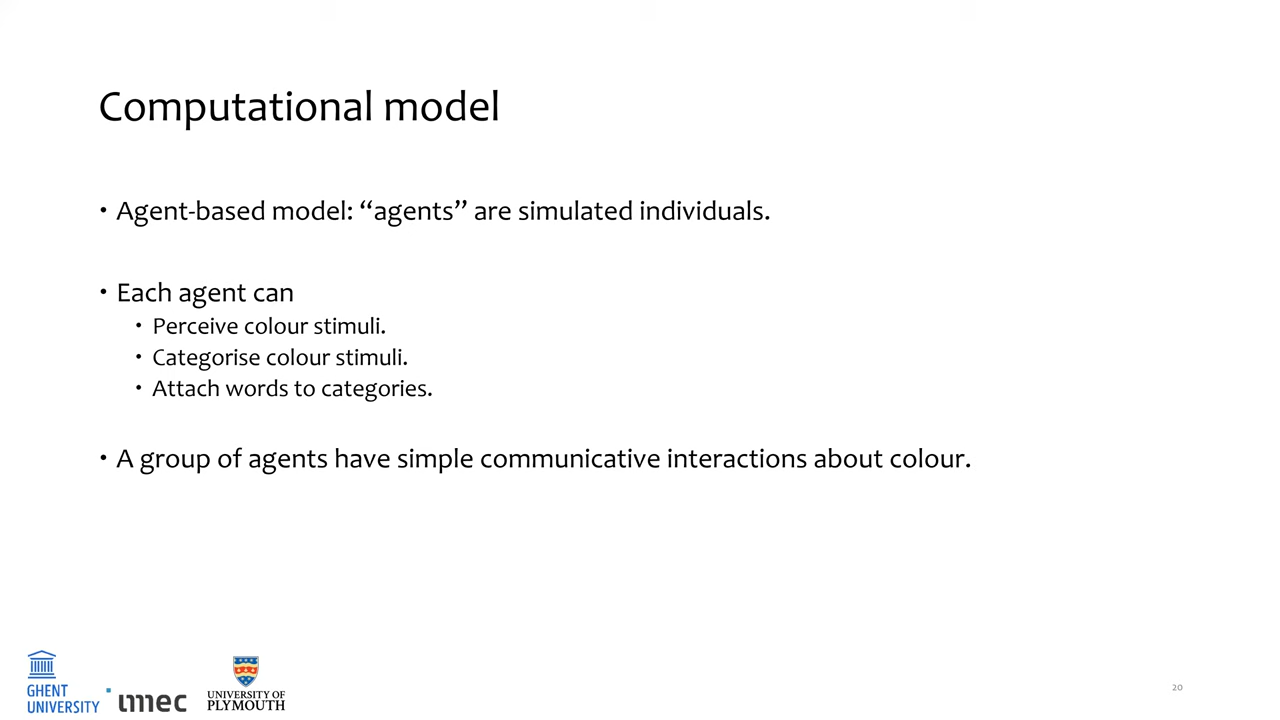 Computational model
• Agent-based model: “agents” are simulated individuals.
• Each agent can
• Perceive colour stimuli.
• Categorise colour stimuli.
• Attach words to categories.
• A group of agents have simple communicative interactions about colour.
GHENT
UNIVERSITY
imec
UNIVERSITY OF
PLYMOUTH
20